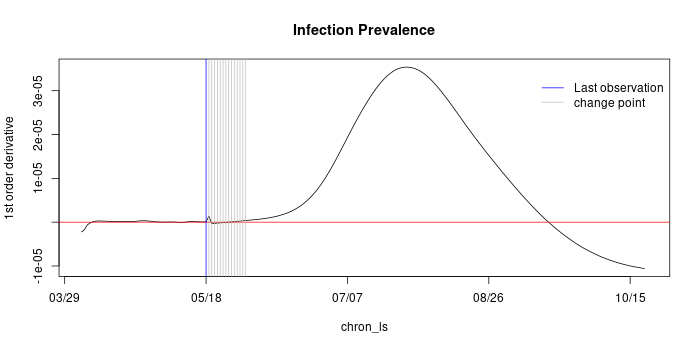 Infection Prevalence
1st order derivative
3e-05
2e-05
1e-05
-1e-05
Last observation
change point
03/29
05/18
07/07
08/26
10/15
chron_ls